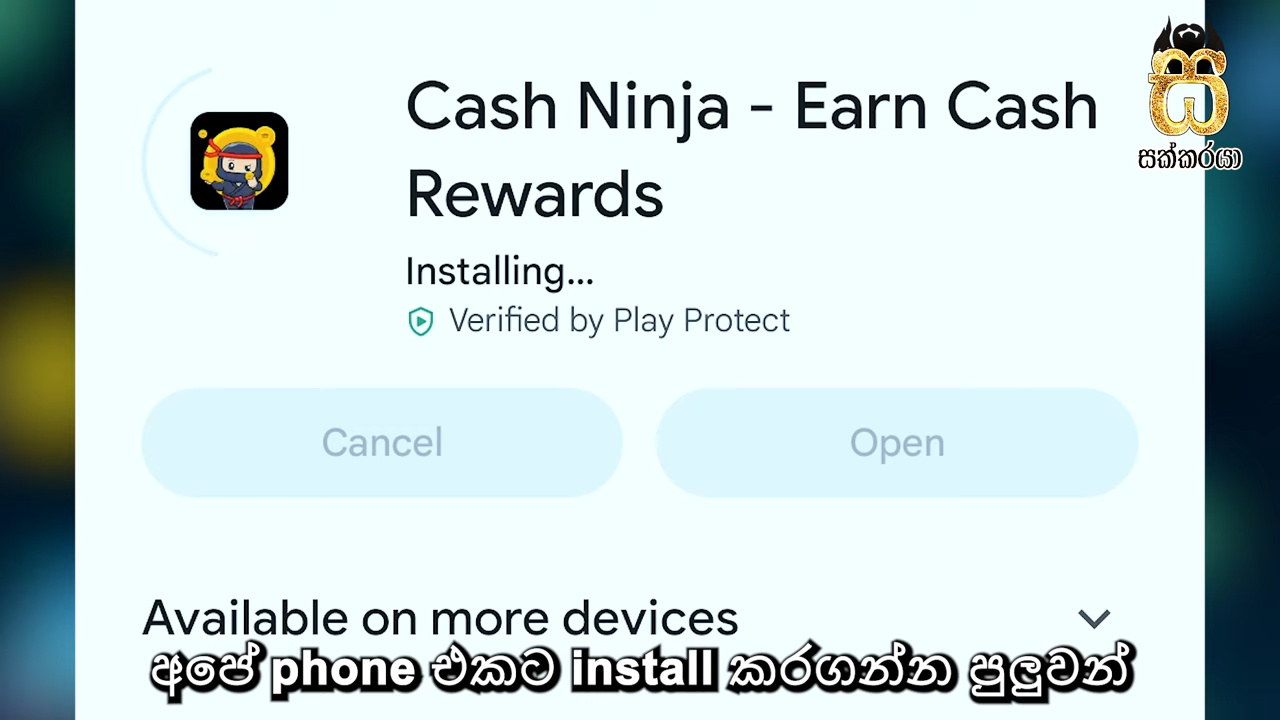 Cash Ninja - Earn Cash
Rewards
සක්කරයා
Installing...
Verified by Play Protect
Cancel
Open
Available on more devices
අපේ phone එකට install කරගන්න පුලුවන්